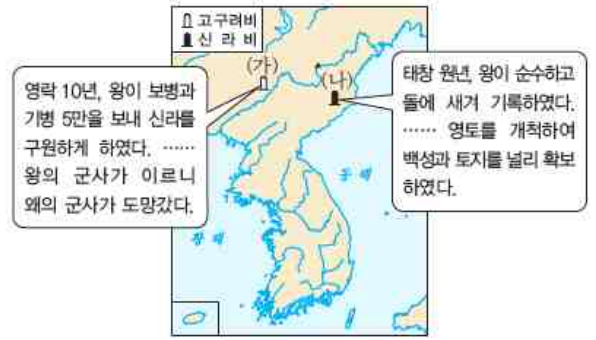 고구려비
신 라 비
(가)
(나)
영락 10년, 왕이 보병과
기병 5만을 보내 신라를
구원하게 하였다. ……
왕의 군사가 이르니
왜의 군사가 도망갔다.
태창 원년, 왕이 순수하고
돌에 새겨 기록하였다.
…… 영토를 개척하여
백성과 토지를 널리 확보
하였다.
동 해
황 해